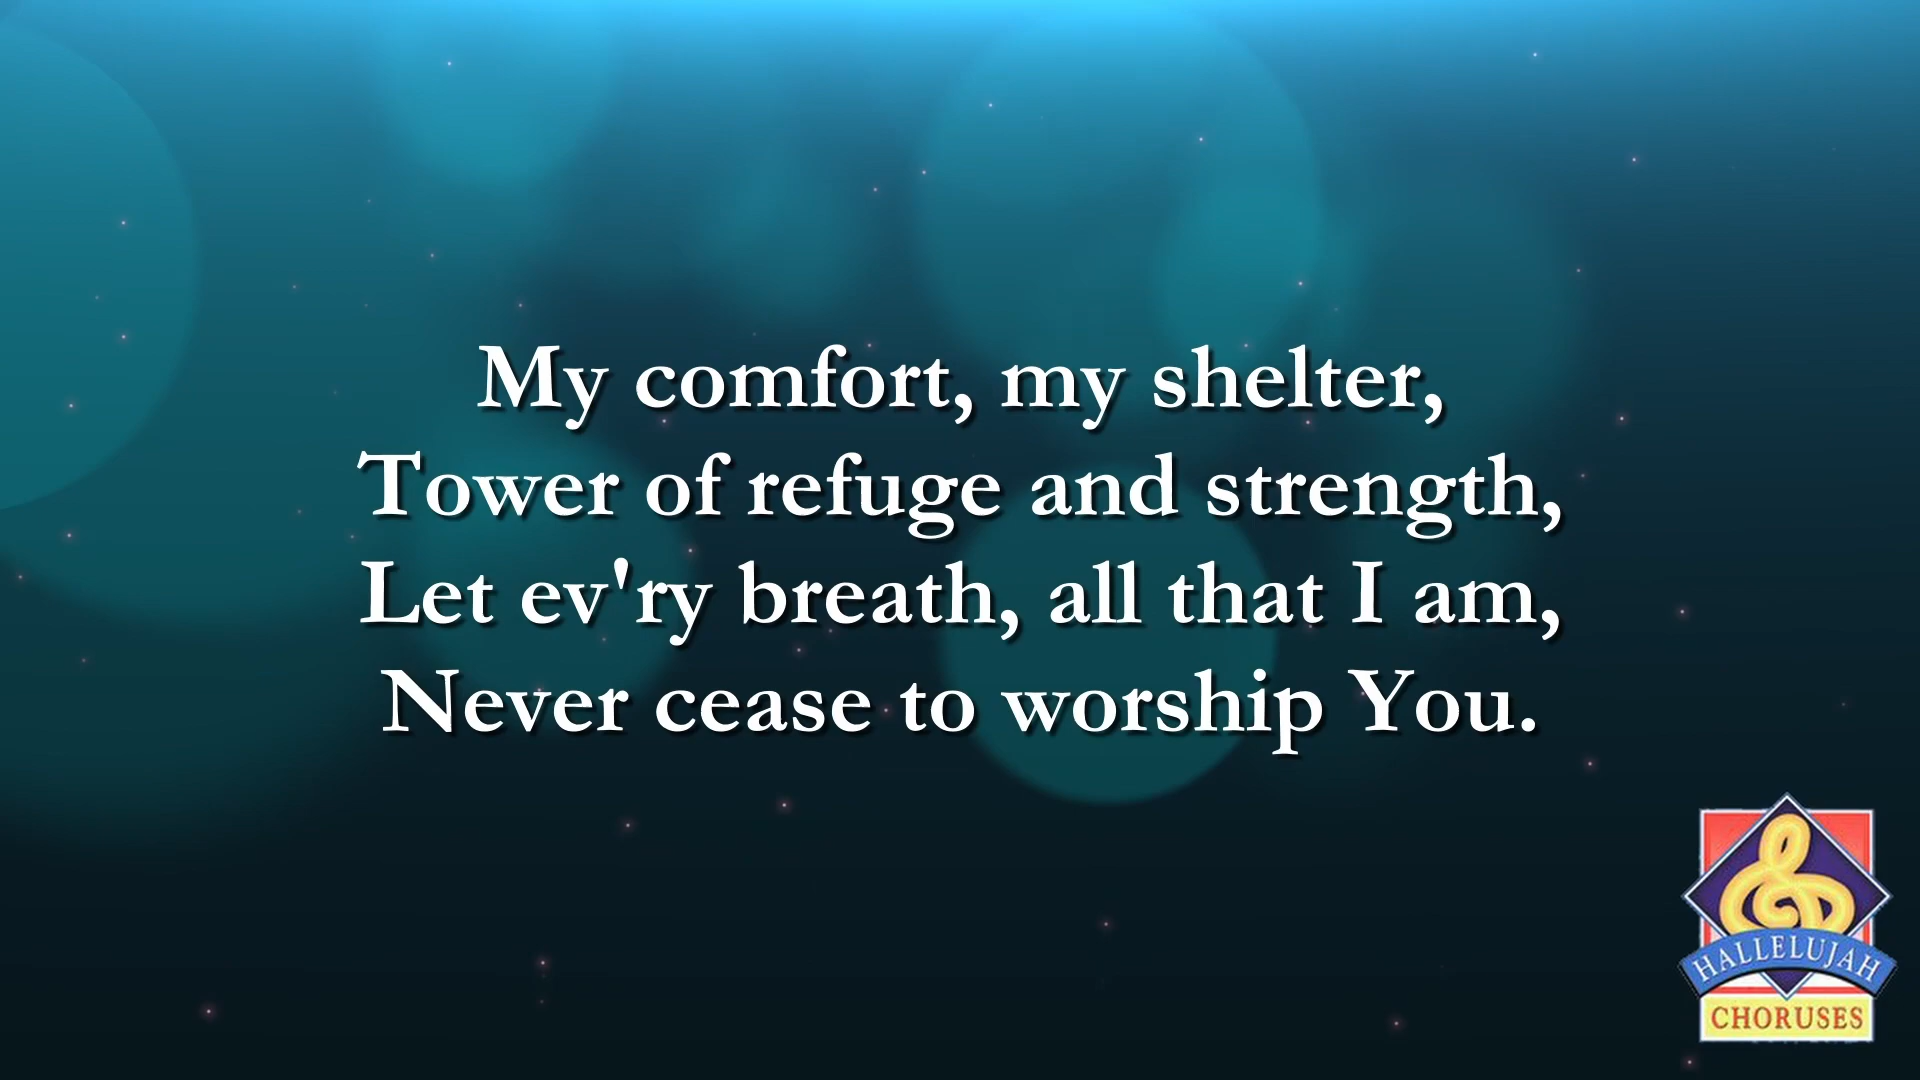 My comfort, my shelter,
Tower of refuge and strength,
Let ev'ry breath, all that I am,
Never cease to worship You.
HALLELUJAH
CHORUSES